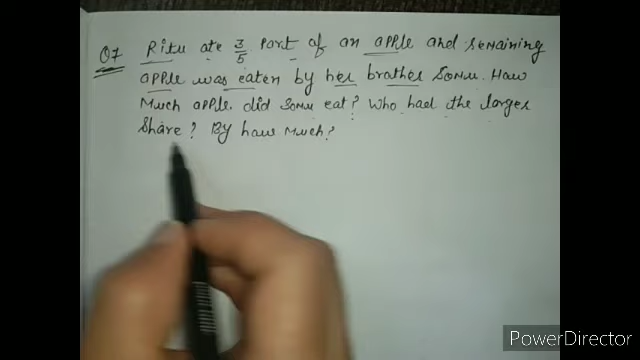 Q7 Ritu ate 3/5 Part of an apple and remaining
apple was eaten by her brother Sonu. How
Much apple. did Sonu eat? Who had the larger
Share? By how Much?
PowerDirector